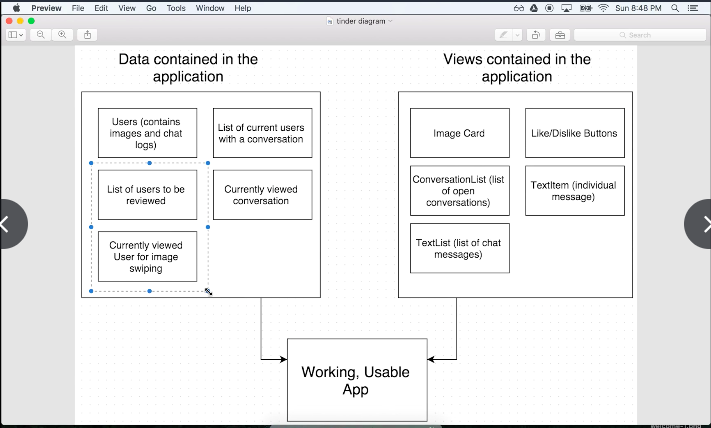 Preview File Edit View Go Tools Window Help Sun 8:48 PM
tinder diagram
Search
Data contained in the
application
Users (contains
images and chat
logs)
List of current users
with a conversation
List of users to be
reviewed
Currently viewed
conversation
Currently viewed
User for image
swiping
Views contained in the
application
Image Card
Like/Dislike Buttons
ConversationList (list
of open
conversations)
TextItem (individual
message)
TextList (list of chat
messages)
Working, Usable
App